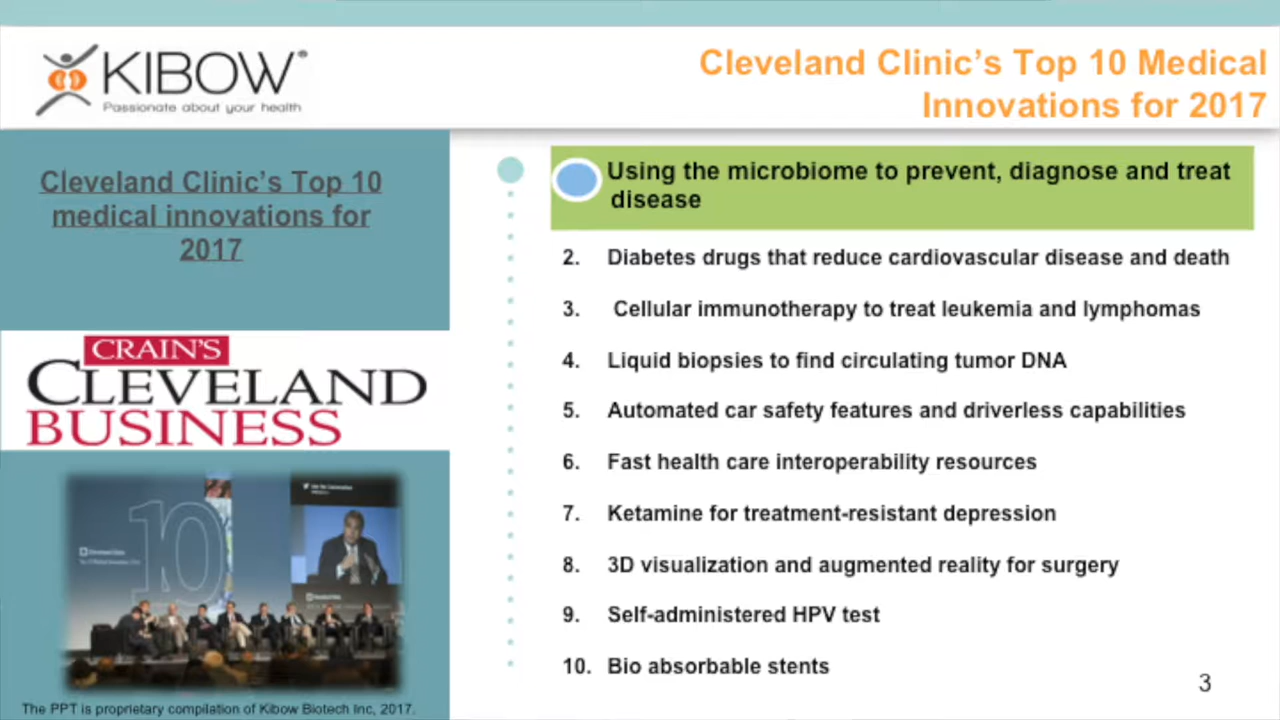 KIBOW®
Passionate about your health
Cleveland Clinic's Top 10 Medical
Innovations for 2017
Cleveland Clinic's Top 10
medical innovations for
2017
CRAIN'S
CLEVELAND
BUSINESS
10
Using the microbiome to prevent, diagnose and treat
disease
2. Diabetes drugs that reduce cardiovascular disease and death
3. Cellular immunotherapy to treat leukemia and lymphomas
4. Liquid biopsies to find circulating tumor DNA
5. Automated car safety features and driverless capabilities
6. Fast health care interoperability resources
7. Ketamine for treatment-resistant depression
8. 3D visualization and augmented reality for surgery
9. Self-administered HPV test
10. Bio absorbable stents
The PPT is proprietary compilation of Kibow Biotech Inc, 2017.
3